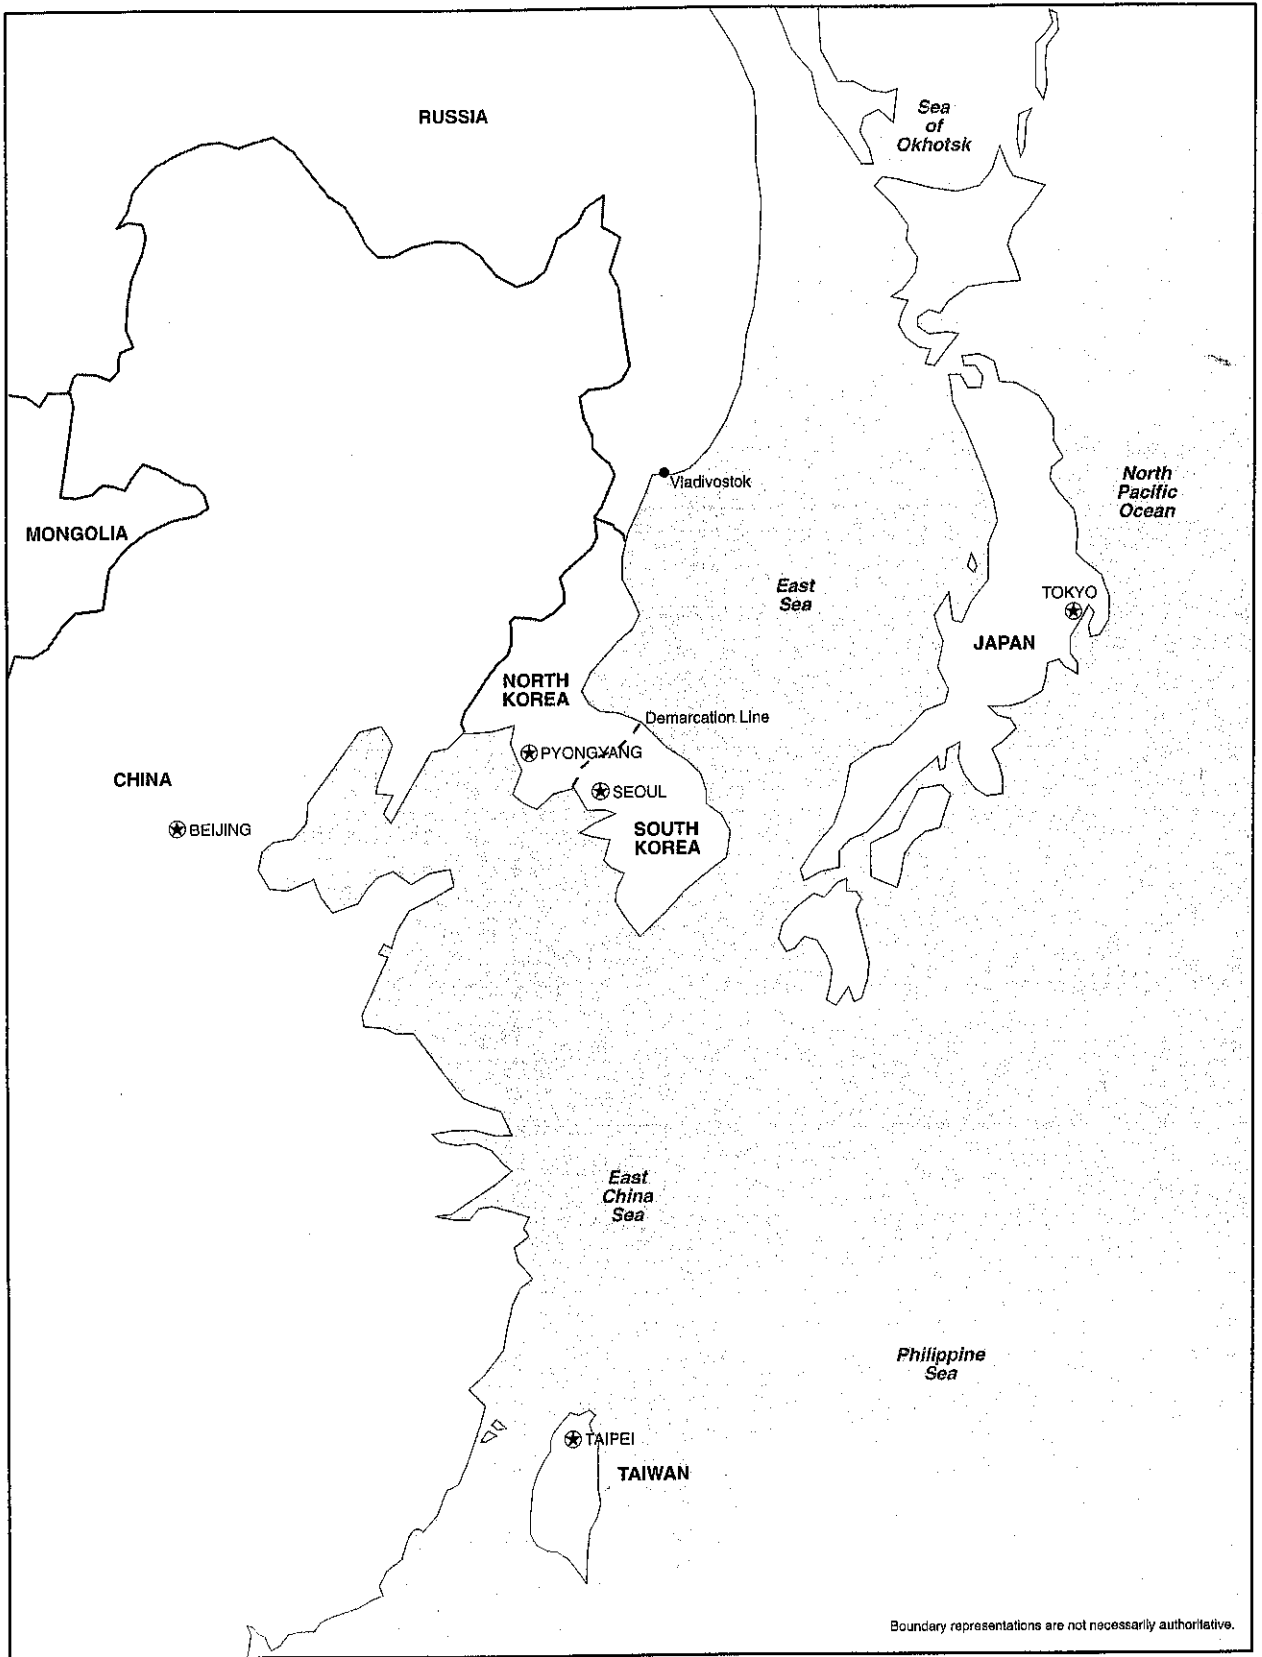 RUSSIA
Sea
of
Okhotsk
Vladivostok
North
Pacific
Ocean
MONGOLIA
East
Sea
TOKYO
JAPAN
NORTH
KOREA
Demarcation Line
PYONGYANG
CHINA
SEOUL
BEIJING
SOUTH
KOREA
East
China
Sea
Philippine
Sea
TAIPEI
TAIWAN
Boundary representations are not necessarily authoritative.